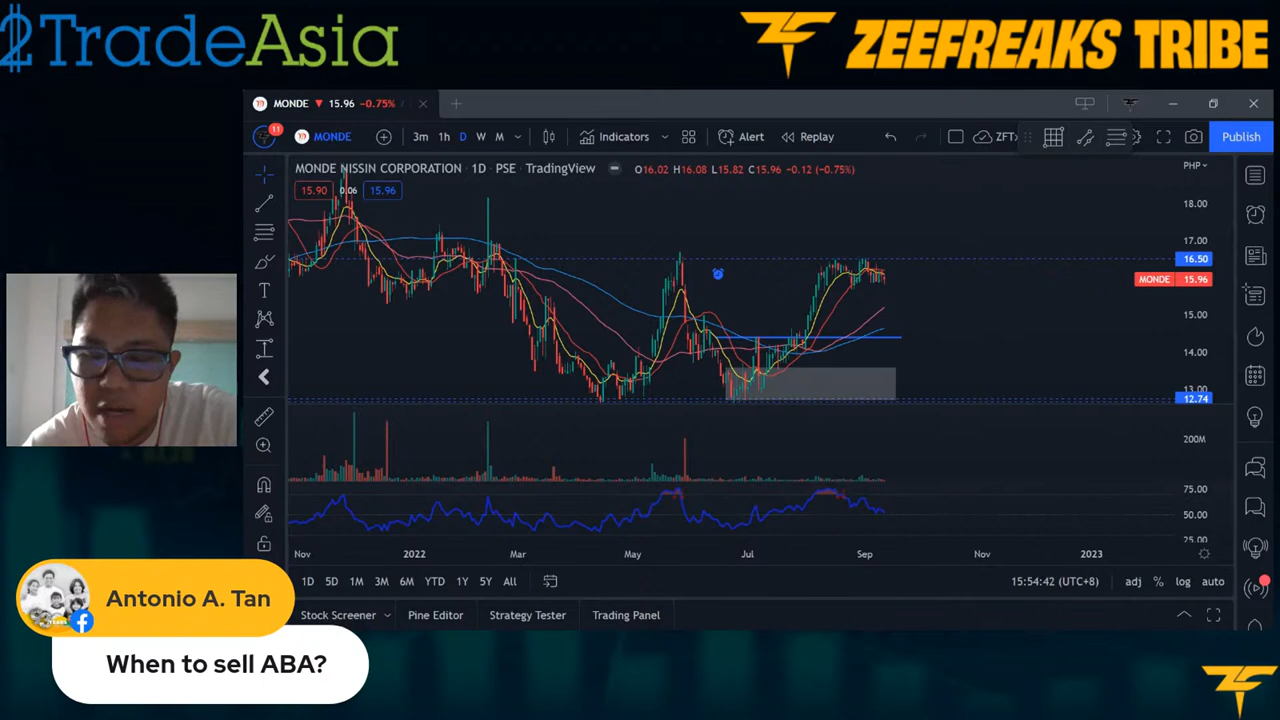 2TradeAsia
ZEEFREAKS TRIBE
MONDE 15.96 -0.75% /
11
MONDE
3m 1h D W M
Indicators
Alert
Replay
ZFT
Publish
MONDE NISSIN CORPORATION · 1D · PSE · TradingView
O16.02 H16.08 L15.82 C15.96 -0.12 (-0.75%)
PHP
15.90 0.06 15.96
18.00
17.00
16.50
MONDE 15.96
15.00
14.00
13.00
12.74
200M
75.00
50.00
25.00
Nov 2022 Mar May Jul Sep Nov 2023
1D 5D 1M 3M 6M YTD 1Y 5Y All
15:54:42 (UTC+8) adj % log auto
Stock Screener Pine Editor Strategy Tester Trading Panel
Antonio A. Tan
When to sell ABA?